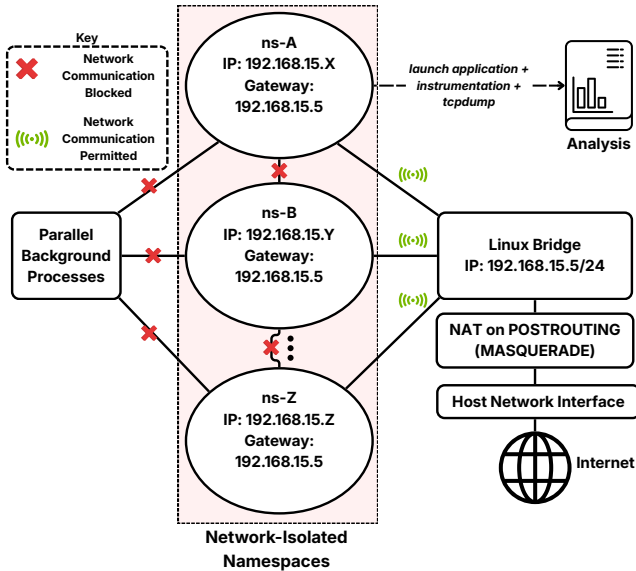 Key
Network
Communication
Blocked
Network
Communication
Permitted
ns-A
IP: 192.168.15.X
Gateway:
192.168.15.5
launch application +
instrumentation +
tcpdump
Analysis
Parallel
Background
Processes
ns-B
IP: 192.168.15.Y
Gateway:
192.168.15.5
Linux Bridge
IP: 192.168.15.5/24
NAT on POSTROUTING
(MASQUERADE)
Host Network Interface
Internet
ns-Z
IP: 192.168.15.Z
Gateway:
192.168.15.5
Network-Isolated
Namespaces